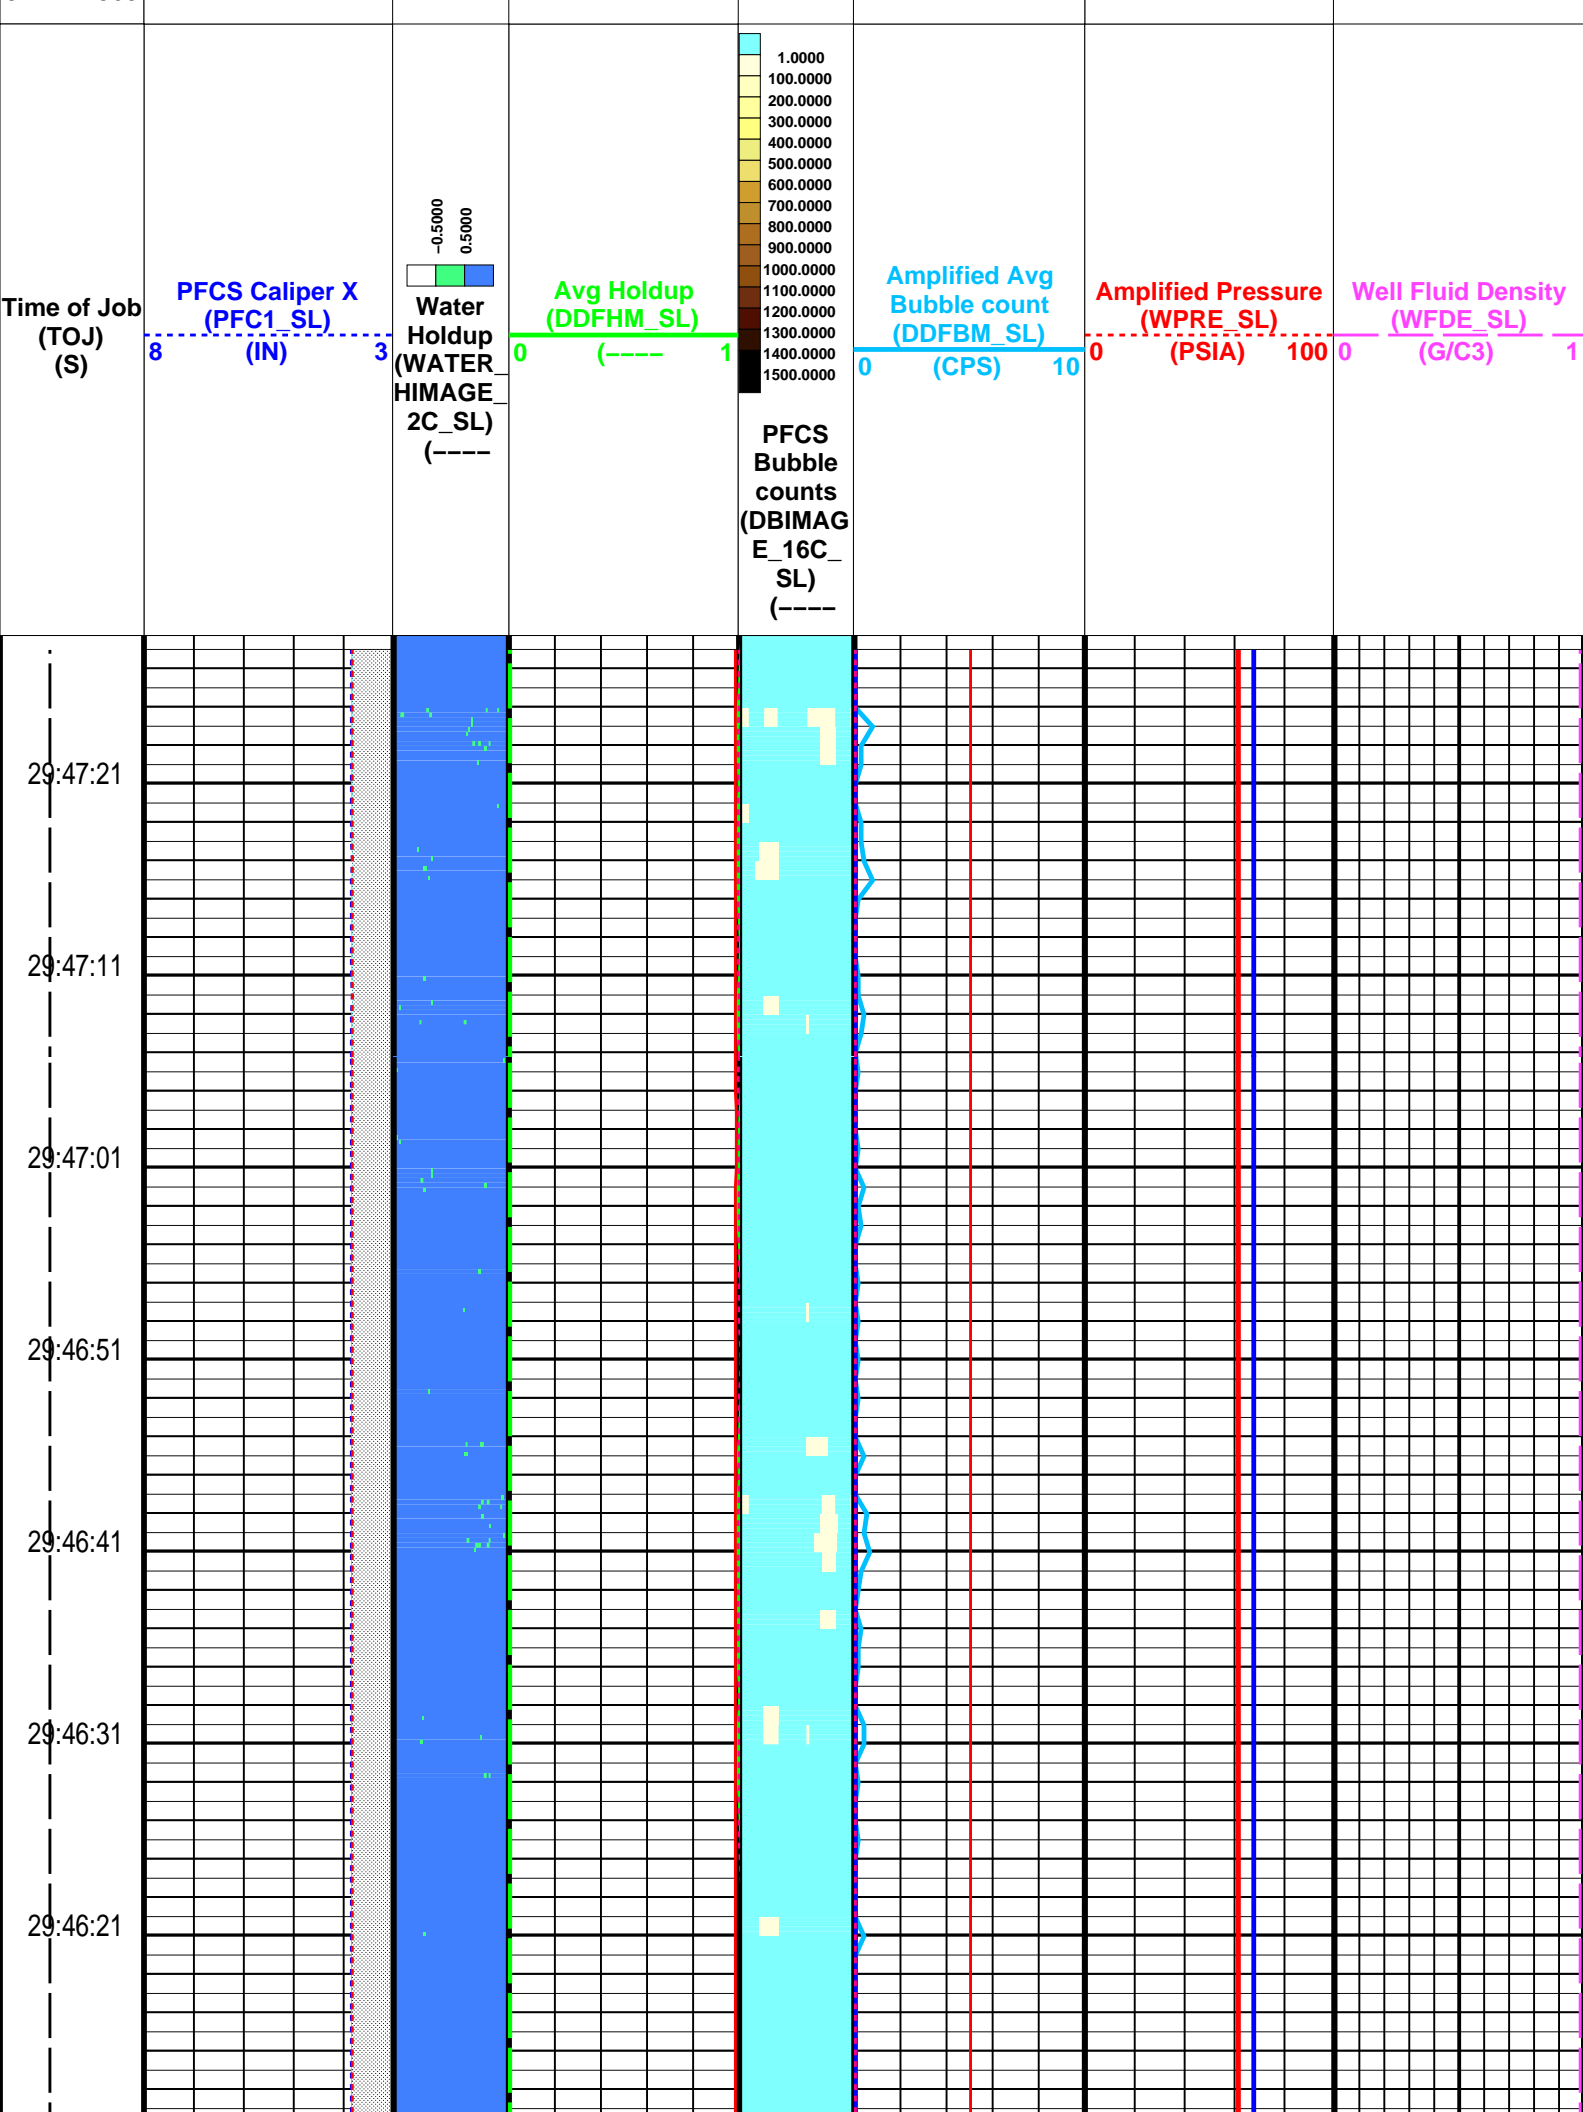 Time of Job
(TOJ)
(S)
PFCS Caliper X
(PFC1_SL)
8 (IN) 3
−0.5000
0.5000
Water
Holdup
(WATER_
HIMAGE_
2C_SL)
(−−−−
Avg Holdup
(DDFHM_SL)
0 (−−−− 1
1.0000
100.0000
200.0000
300.0000
400.0000
500.0000
600.0000
700.0000
800.0000
900.0000
1000.0000
1100.0000
1200.0000
1300.0000
1400.0000
1500.0000
PFCS
Bubble
counts
(DBIMAG
E_16C_
SL)
(−−−−
Amplified Avg
Bubble count
(DDFBM_SL)
0 (CPS) 10
Amplified Pressure
(WPRE_SL)
0 (PSIA) 100
Well Fluid Density
(WFDE_SL)
0 (G/C3) 1
29:47:21
29:47:11
29:47:01
29:46:51
29:46:41
29:46:31
29:46:21